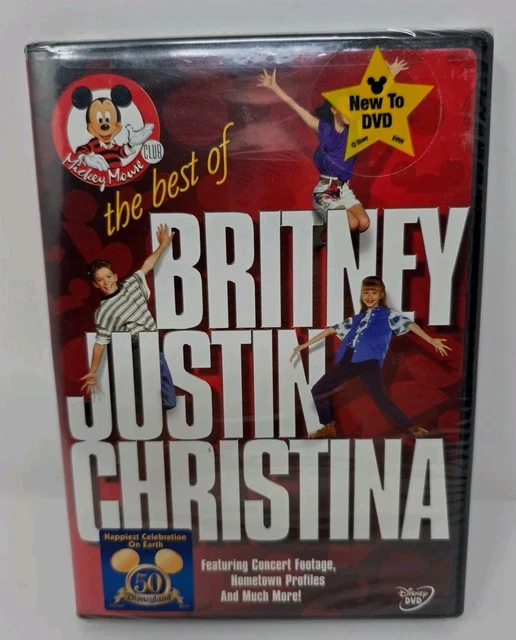 Mickey Mouse CLUB
New To
DVD
© Disney
the best of
BRITNEY
JUSTIN
CHRISTINA
Happiest Celebration
On Earth
50
Disneyland
Featuring Concert Footage,
Hometown Profiles
And Much More!
Disney
DVD